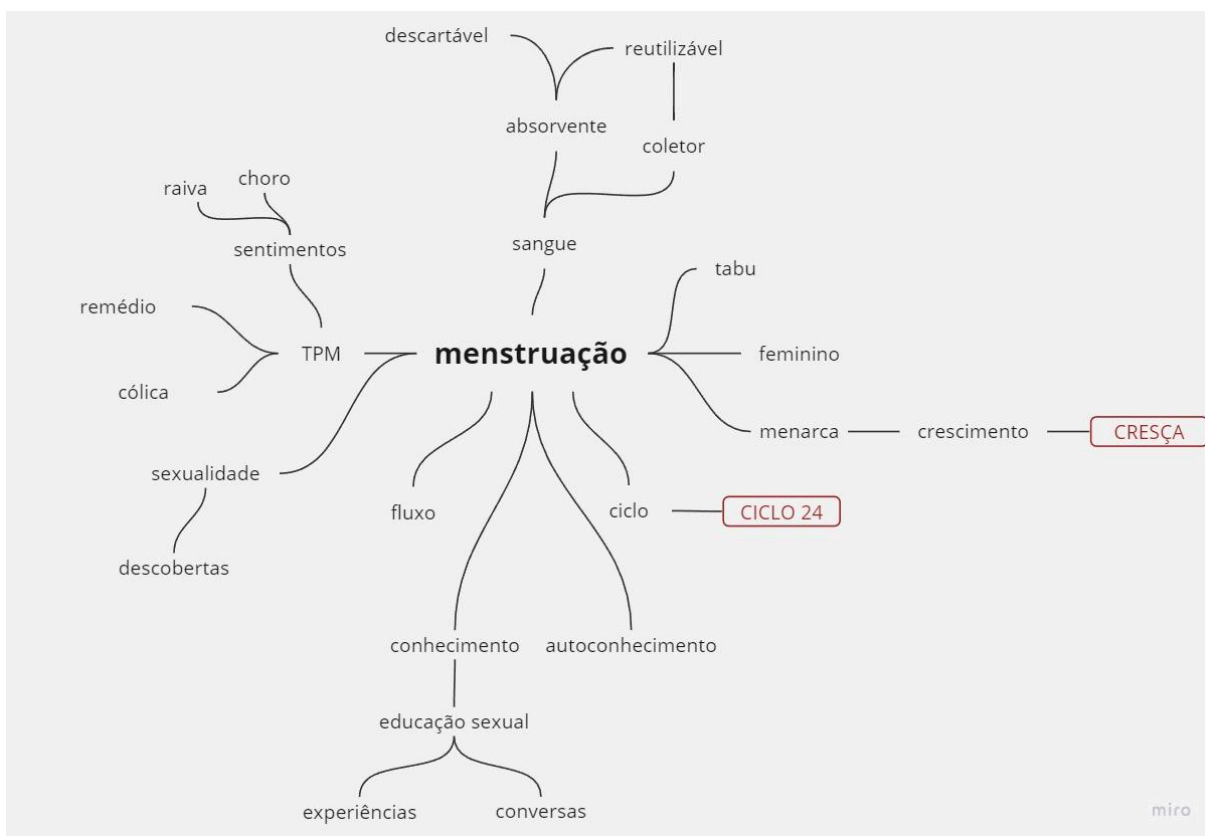 descartável
reutilizável
absorvente
coletor
choro
raiva
sentimentos
sangue
tabu
remédio
TPM
menstruação
feminino
cólica
menarca
crescimento
CRESÇA
sexualidade
fluxo
ciclo
CICLO 24
descobertas
conhecimento
autoconhecimento
educação sexual
experiências
conversas
miro